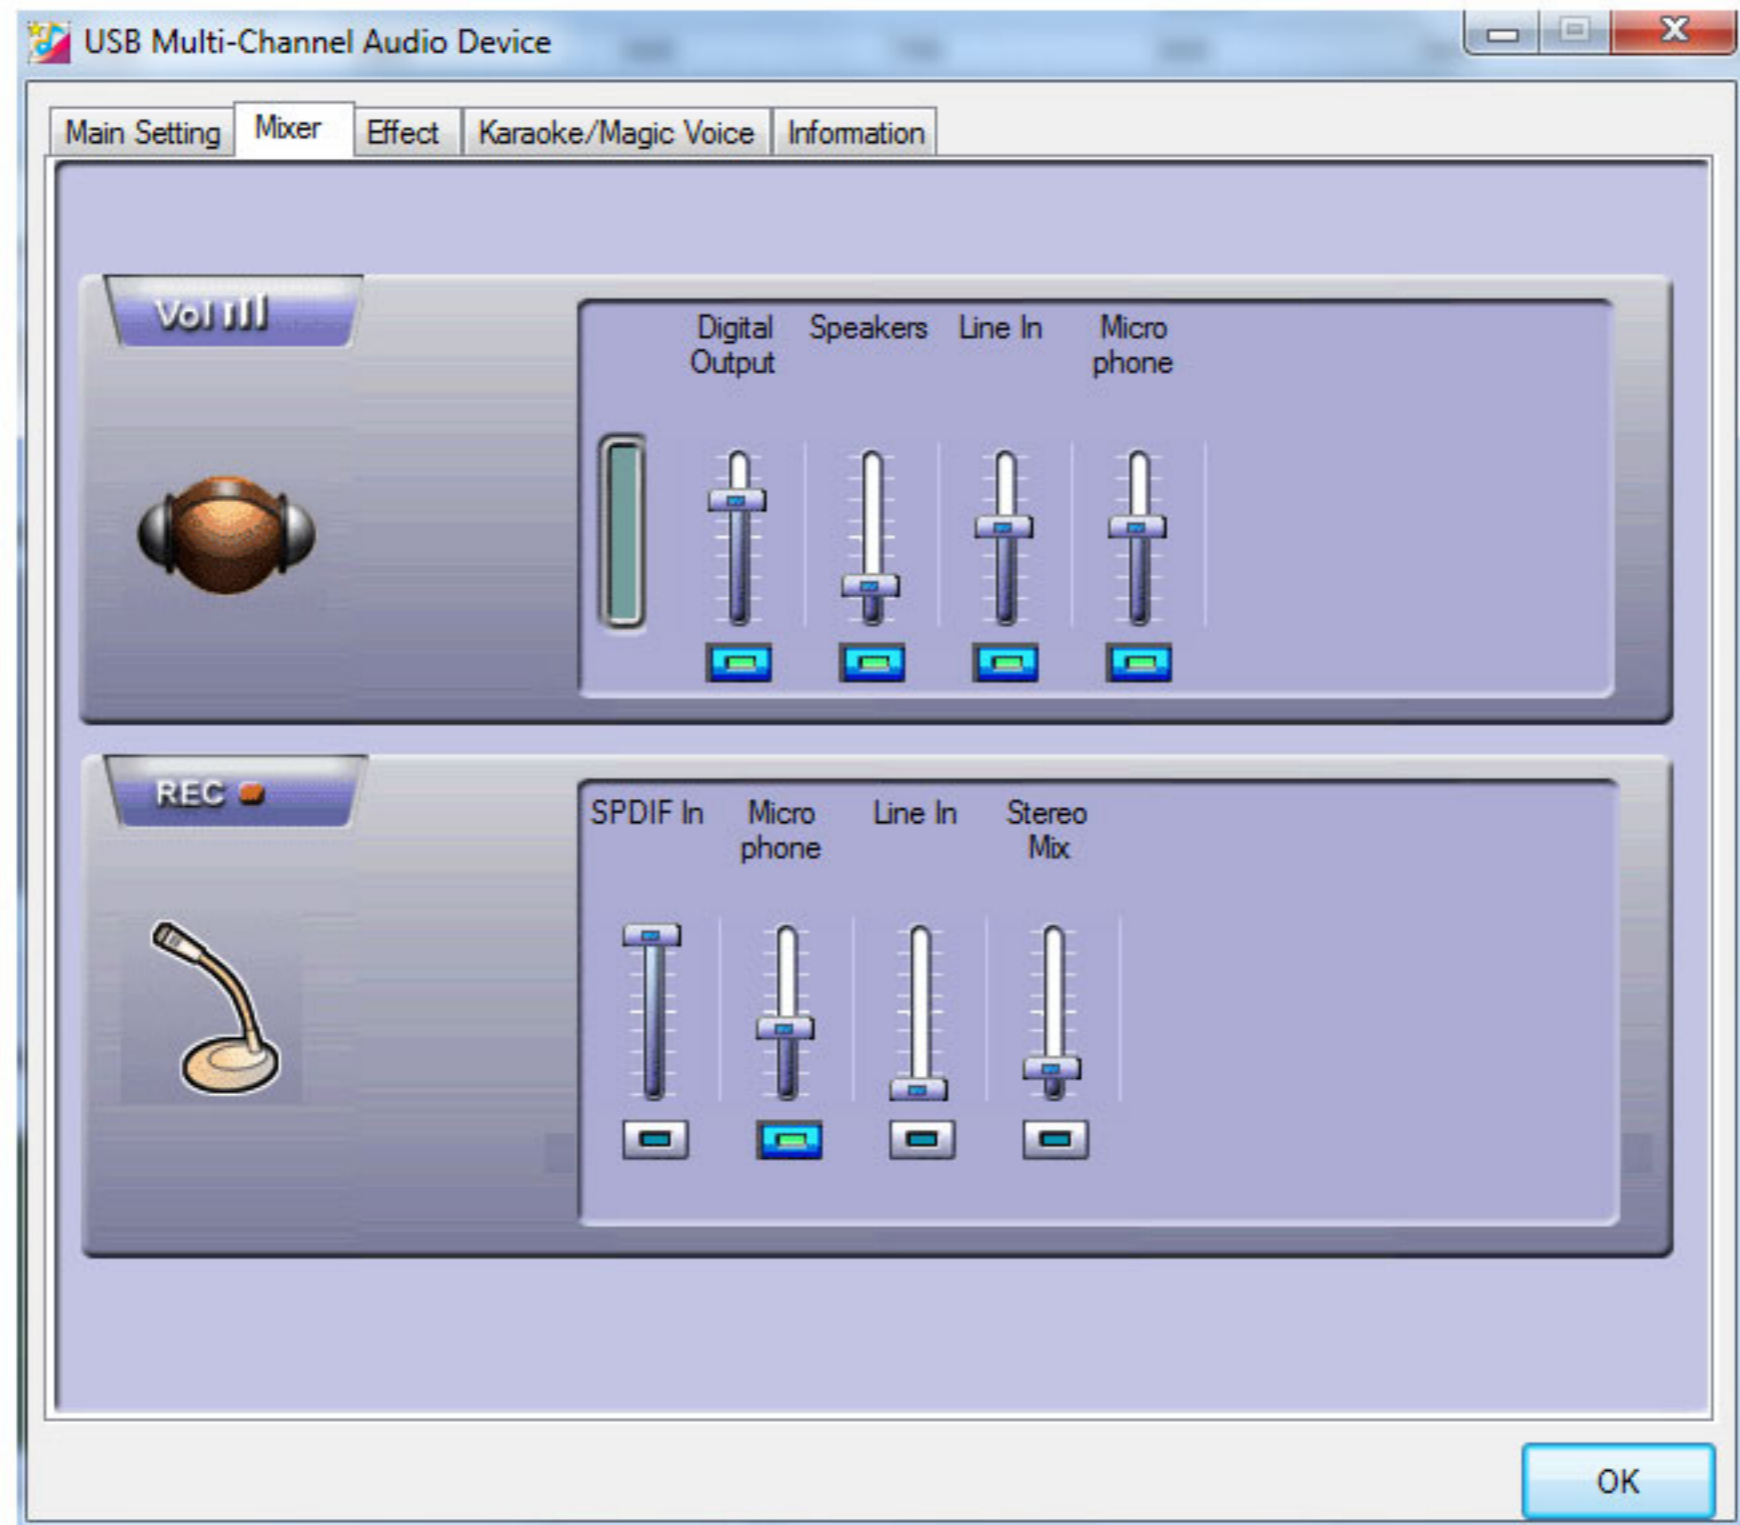 USB Multi-Channel Audio Device
Main Setting Mixer Effect Karaoke/Magic Voice Information
Vol
Digital Output Speakers Line In Micro phone
REC
SPDIF In Micro phone Line In Stereo Mix
OK